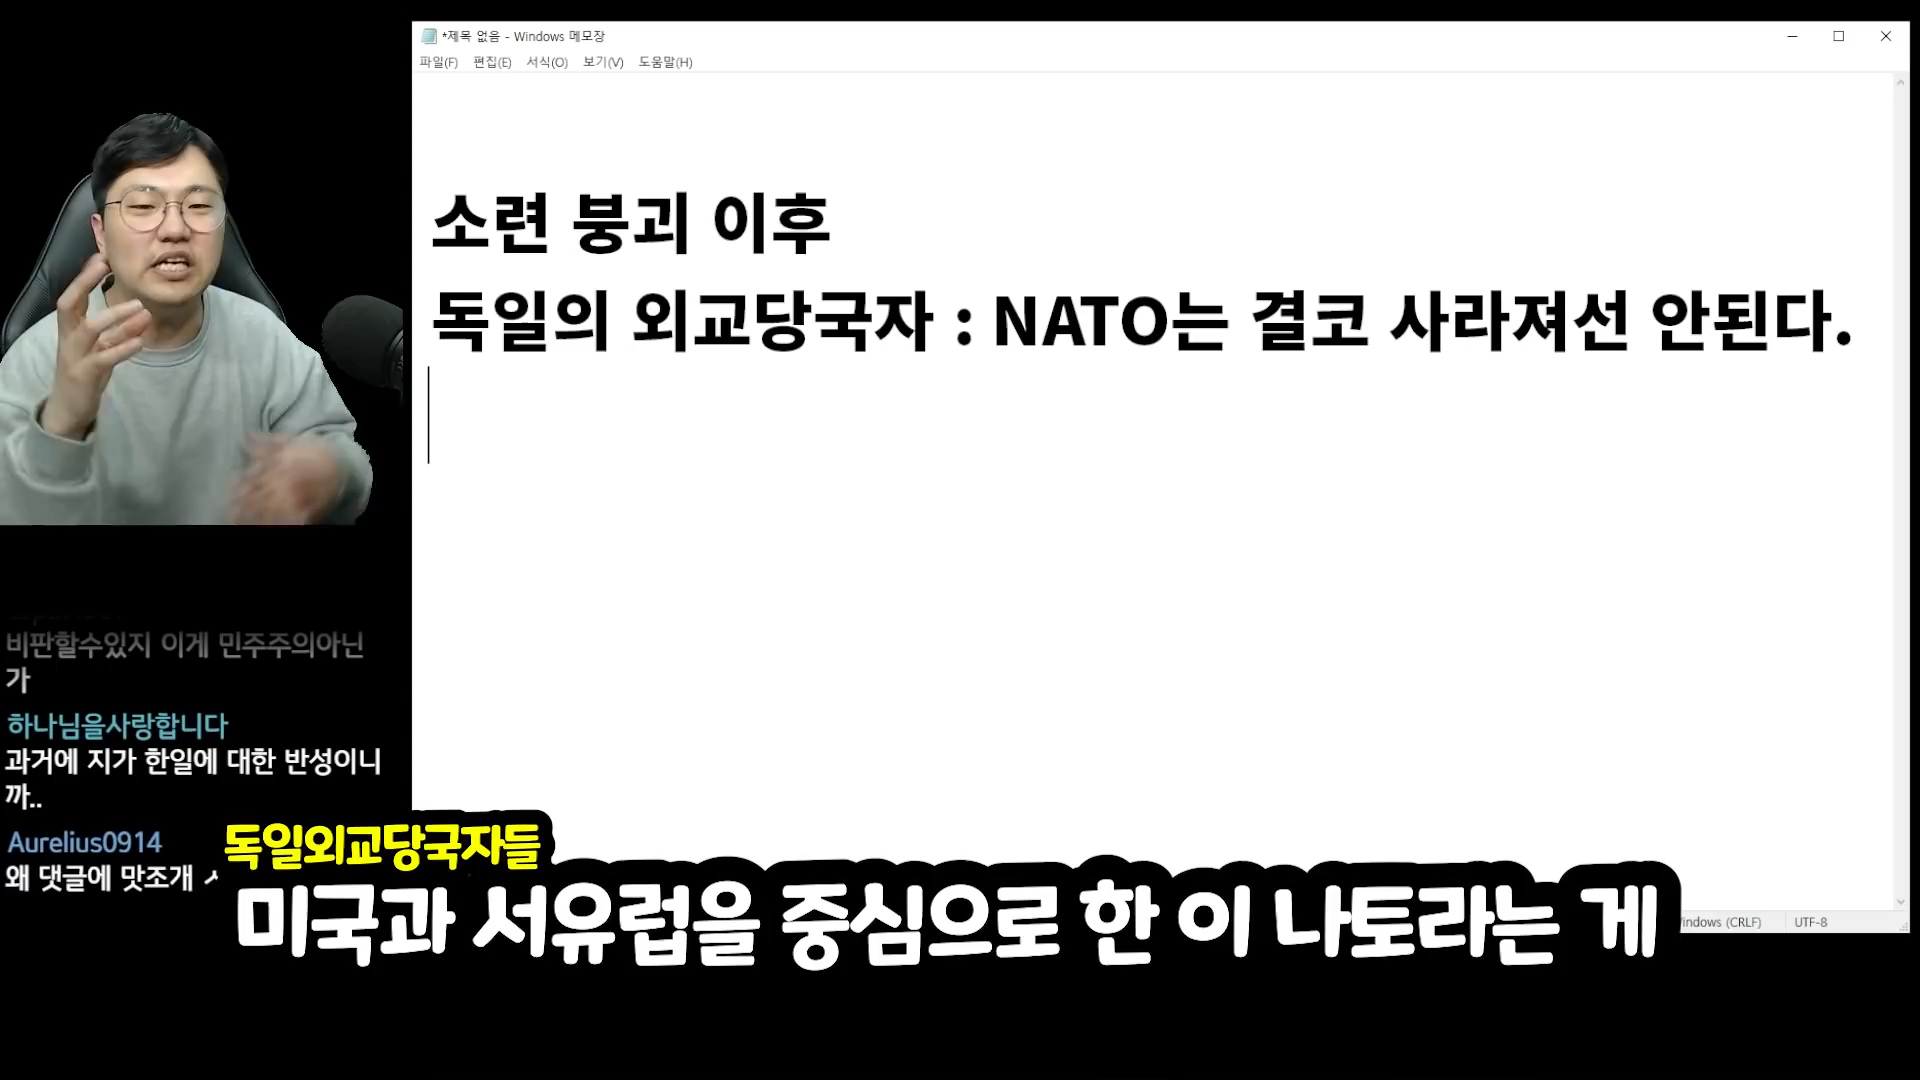 *제목 없음 - Windows 메모장
파일(F) 편집(E) 서식(O) 보기(V) 도움말(H)
소련 붕괴 이후
독일의 외교당국자 : NATO는 결코 사라져선 안된다.
비판할수있지 이게 민주주의아닌
가
하나님을사랑합니다
과거에 지가 한일에 대한 반성이니
까..
Aurelius0914
왜 댓글에 맞조개
독일외교당국자들
미국과 서유럽을 중심으로 한 이 나토라는 게
(CRLF) UTF-8